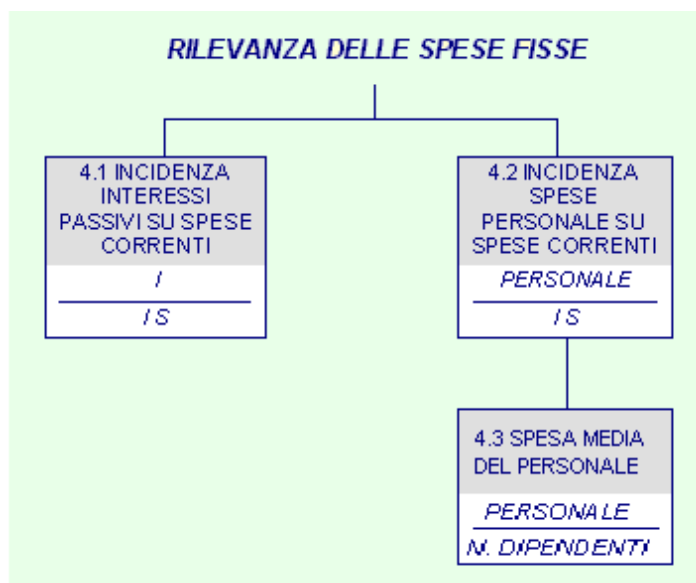 RILEVANZA DELLE SPESE FISSE
4.1 INCIDENZA
INTERESSI
PASSIVI SU SPESE
CORRENTI
I
I S
4.2 INCIDENZA
SPESE
PERSONALE SU
SPESE CORRENTI
PERSONALE
I S
4.3 SPESA MEDIA
DEL PERSONALE
PERSONALE
N. DIPENDENTI